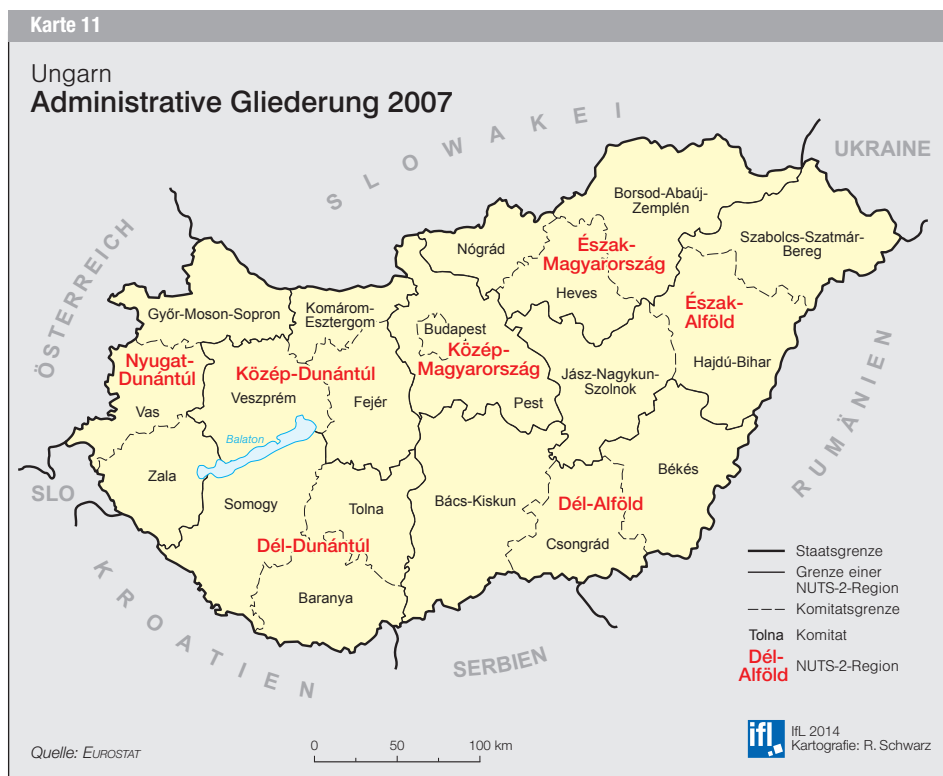 Karte 11
Ungarn
Administrative Gliederung 2007
SLOWAKEI
UKRAINE
ÖSTERREICH
Borsod-Abaúj-
Zemplén
Szabolcs-Szatmár-
Bereg
Nógrád
Észak-
Magyarország
Heves
Észak-
Alföld
Győr-Moson-Sopron
Komárom-
Esztergom
Budapest
Közép-
Magyarország
Pest
Nyugat-
Dunántúl
Közép-Dunántúl
Veszprém
Fejér
Jász-Nagykun-
Szolnok
Hajdú-Bihar
Vas
Balaton
Zala
SLO
Somogy
Tolna
Bács-Kiskun
Dél-Alföld
Békés
RUMÄNIEN
Dél-Dunántúl
Csongrád
Baranya
KROATIEN
SERBIEN
Staatsgrenze
Grenze einer
NUTS-2-Region
Komitatsgrenze
Tolna Komitat
Dél-
Alföld NUTS-2-Region
Quelle: EUROSTAT
0 50 100 km
ifl
IfL 2014
Kartografie: R. Schwarz